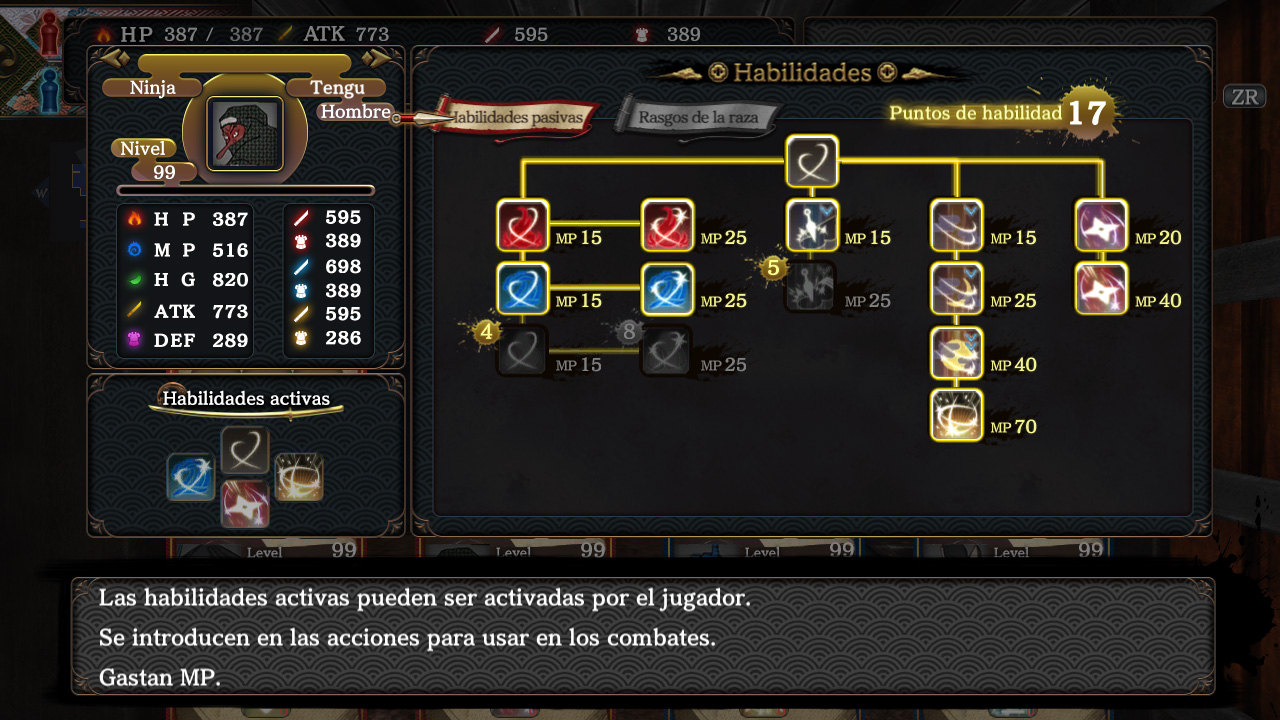 HP 387 / 387 ATK 773 595 389
Habilidades
Ninja Tengu
Hombre
Habilidades pasivas
Rasgos de la raza
Puntos de habilidad 17
ZR
Nivel
99
H P 387
M P 516
H G 820
ATK 773
DEF 289
595
389
698
389
595
286
MP 15 MP 25 MP 15 MP 15 MP 20
5
MP 15 MP 25 MP 25 MP 25 MP 40
4 8
MP 15 MP 25 MP 40
MP 70
Habilidades activas
Level 99 Level 99 Level 99 Level 99
Las habilidades activas pueden ser activadas por el jugador.
Se introducen en las acciones para usar en los combates.
Gastan MP.